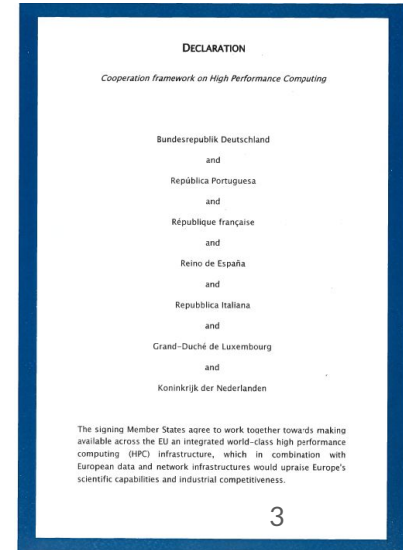 DECLARATION
Cooperation framework on High Performance Computing
Bundesrepublik Deutschland
and
República Portuguesa
and
République française
and
Reino de España
and
Repubblica Italiana
and
Grand-Duché de Luxembourg
and
Koninkrijk der Nederlanden
The signing Member States agree to work together towards making
available across the EU an integrated world-class high performance
computing (HPC) infrastructure, which in combination with
European data and network infrastructures would upraise Europe's
scientific capabilities and industrial competitiveness.
3